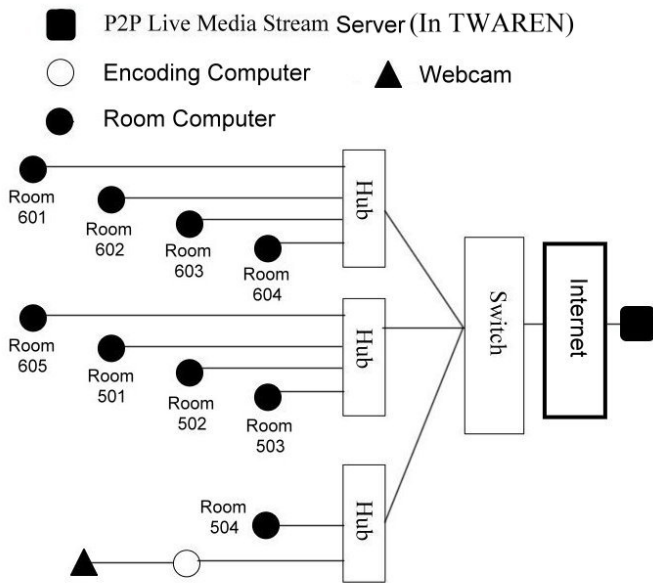 P2P Live Media Stream Server (In TWAREN)
Encoding Computer
Webcam
Room Computer
Room
601
Room
602
Room
603
Room
604
Hub
Room
605
Room
501
Room
502
Room
503
Hub
Switch
Internet
Room
504
Hub